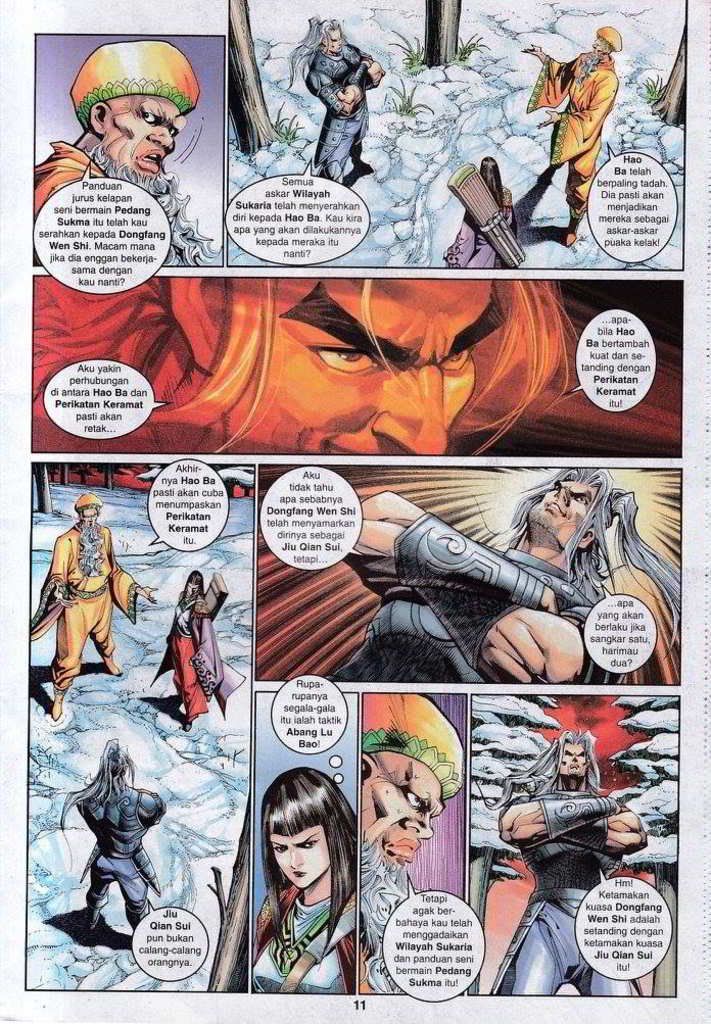 Panduan
jurus kelapan
seni bermain Pedang
Sukma itu telah kau
serahkan kepada Dongfang
Wen Shi. Macam mana
jika dia enggan bekerja-
sama dengan
kau nanti?
Semua
askar Wilayah
Sukaria telah menyerahkan
diri kepada Hao Ba. Kau kira
apa yang akan dilakukannya
kepada meraka itu
nanti?
Hao
Ba telah
berpaling tadah.
Dia pasti akan
menjadikan
mereka sebagai
askar-askar
puaka kelak!
Aku yakin
perhubungan
di antara Hao Ba dan
Perikatan Keramat
pasti akan
retak...
...apa-
bila Hao
Ba bertambah
kuat dan se-
tanding dengan
Perikatan
Keramat
itu!
Akhir-
nya Hao Ba
pasti akan cuba
menumpaskan
Perikatan
Keramat
itu.
Aku
tidak tahu
apa sebabnya
Dongfang Wen Shi
telah menyamarkan
dirinya sebagai
Jiu Qian Sui,
tetapi...
...apa
yang akan
berlaku jika
sangkar satu,
harimau
dua?
Jiu
Qian Sui
pun bukan
calang-calang
orangnya.
Rupa-
rupanya
segala-gala
itu ialah taktik
Abang Lu
Bao!
Tetapi
agak ber-
bahaya kau telah
menggadaikan
Wilayah Sukaria
dan panduan seni
bermain Pedang
Sukma itu!
Hm!
Ketamakan
kuasa Dongfang
Wen Shi adalah
setanding dengan
ketamakan kuasa
Jiu Qian Sui
itu!
11